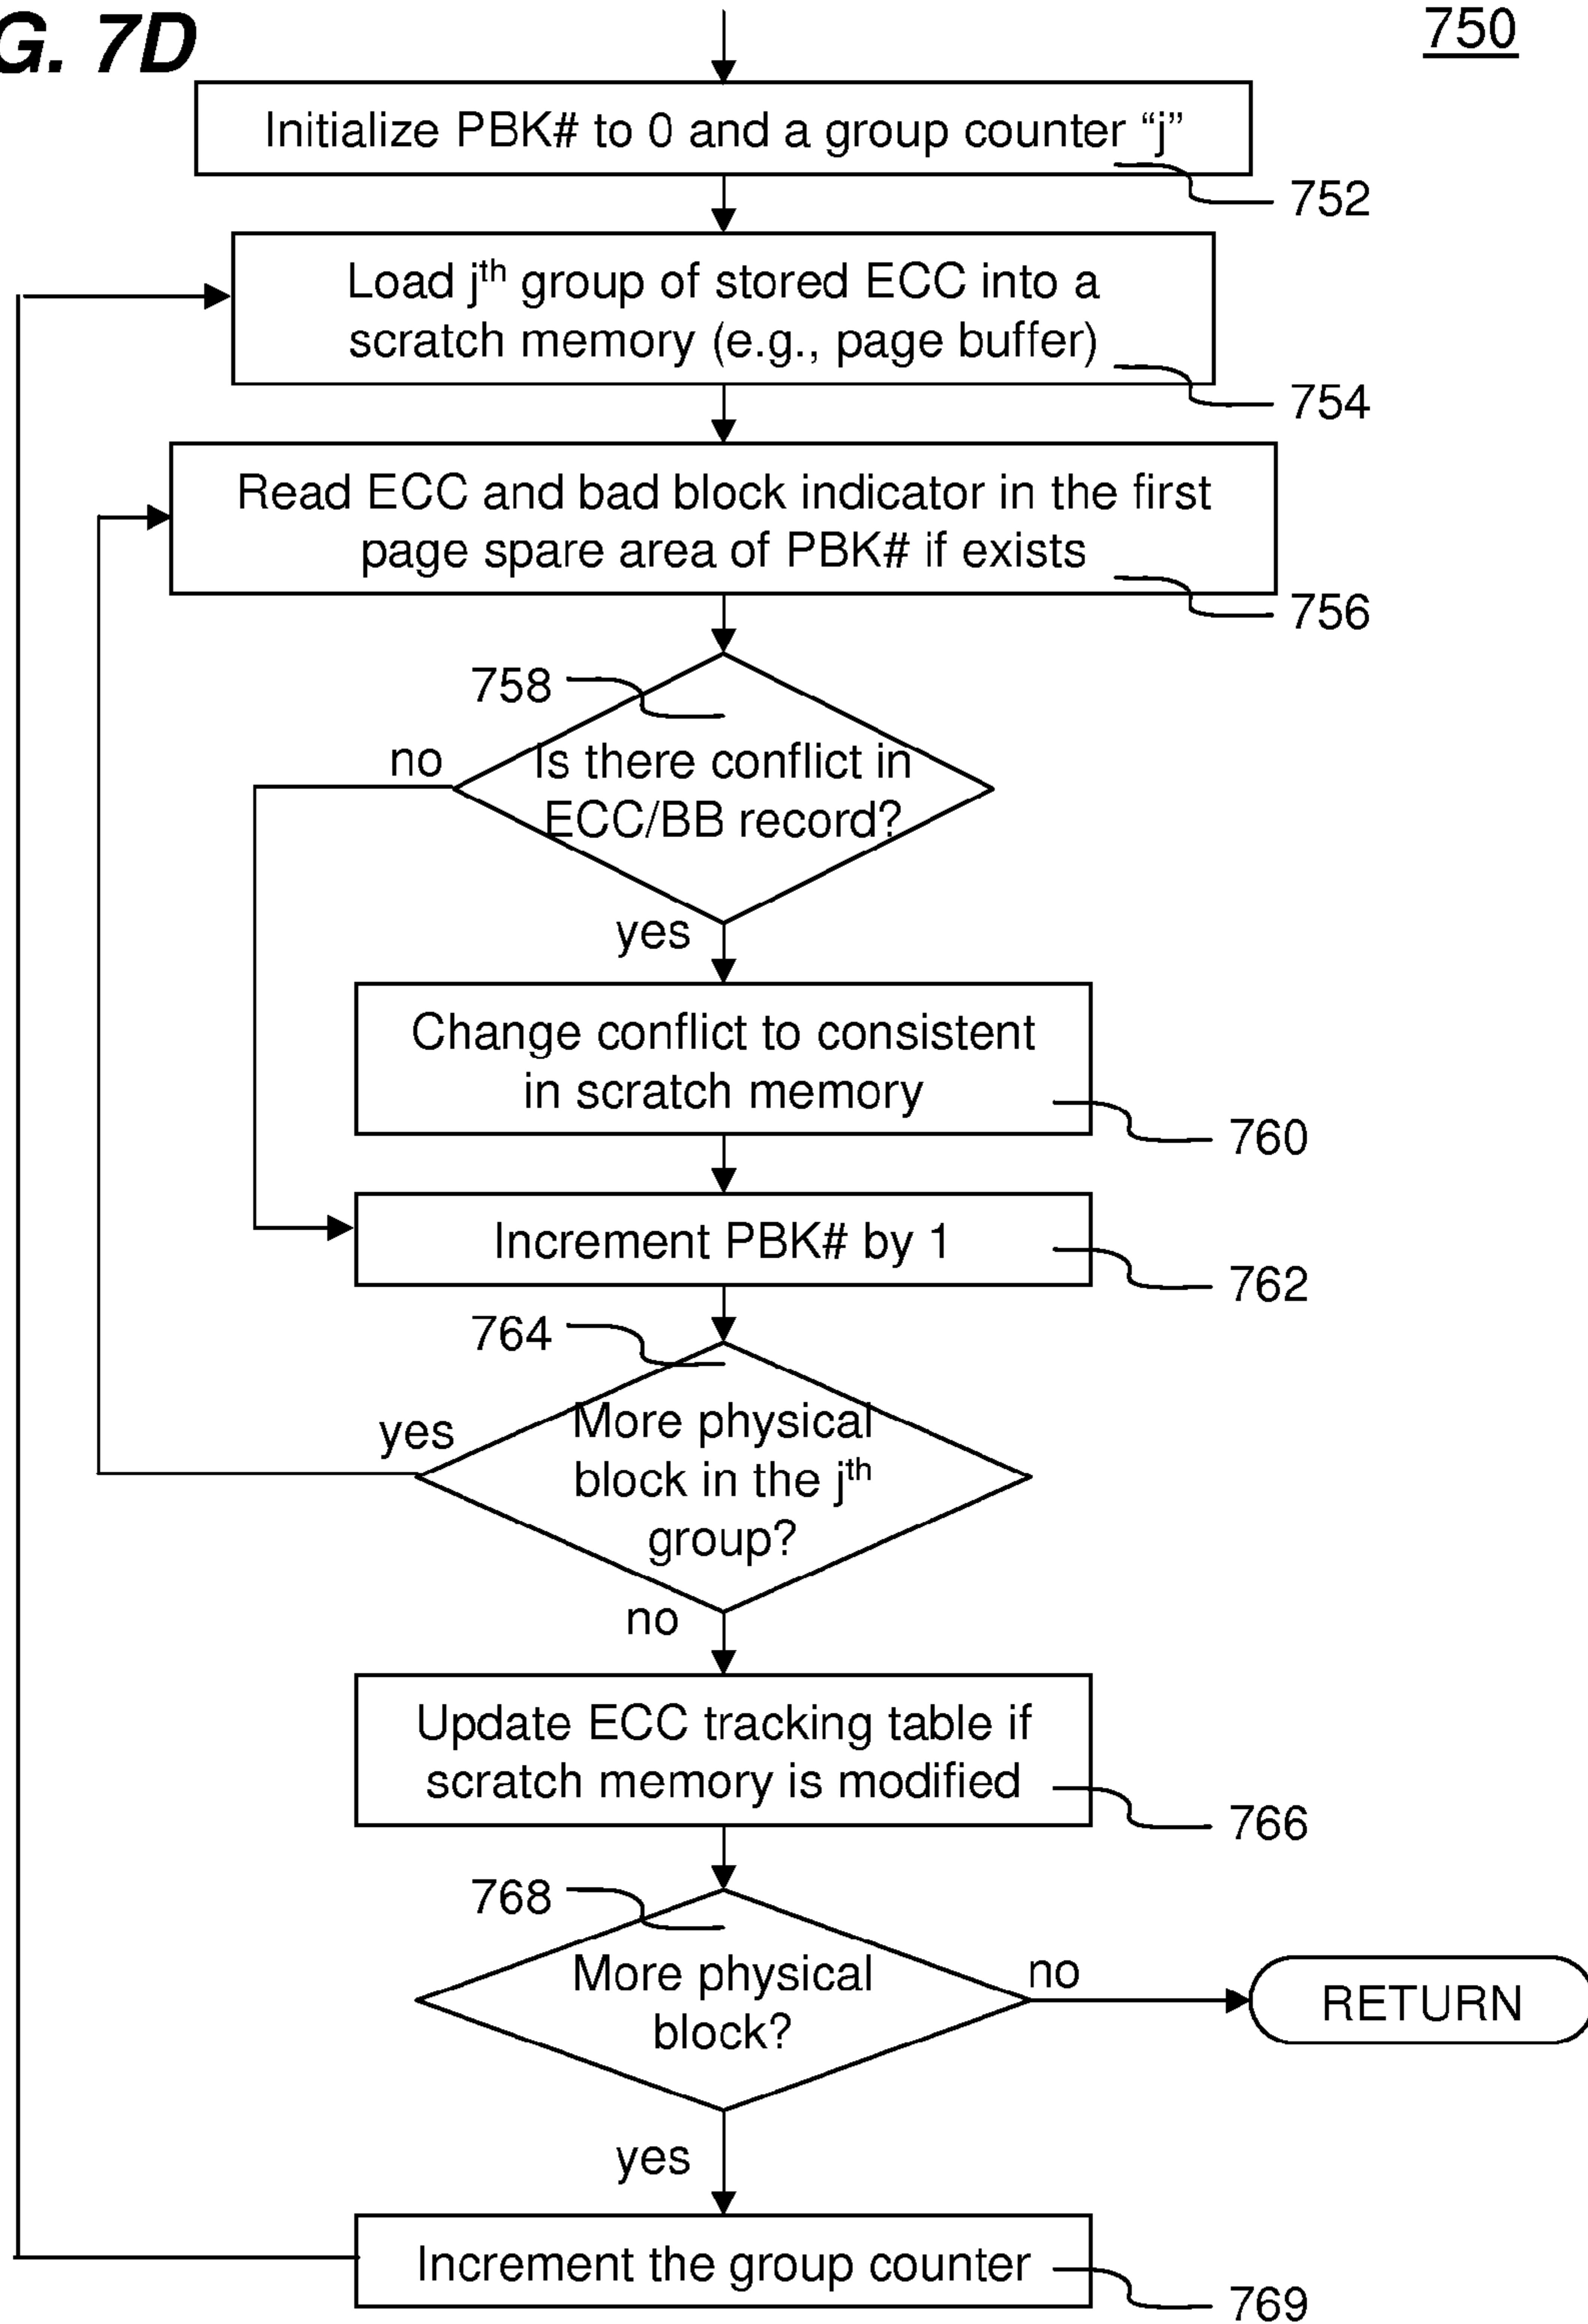 G. 7D
750
Initialize PBK# to 0 and a group counter “j”
752
Load jth group of stored ECC into a
scratch memory (e.g., page buffer)
754
Read ECC and bad block indicator in the first
page spare area of PBK# if exists
756
758
no
Is there conflict in
ECC/BB record?
yes
Change conflict to consistent
in scratch memory
760
Increment PBK# by 1
762
764
yes
More physical
block in the jth
group?
no
Update ECC tracking table if
scratch memory is modified
766
768
More physical
block?
no
RETURN
yes
Increment the group counter
769